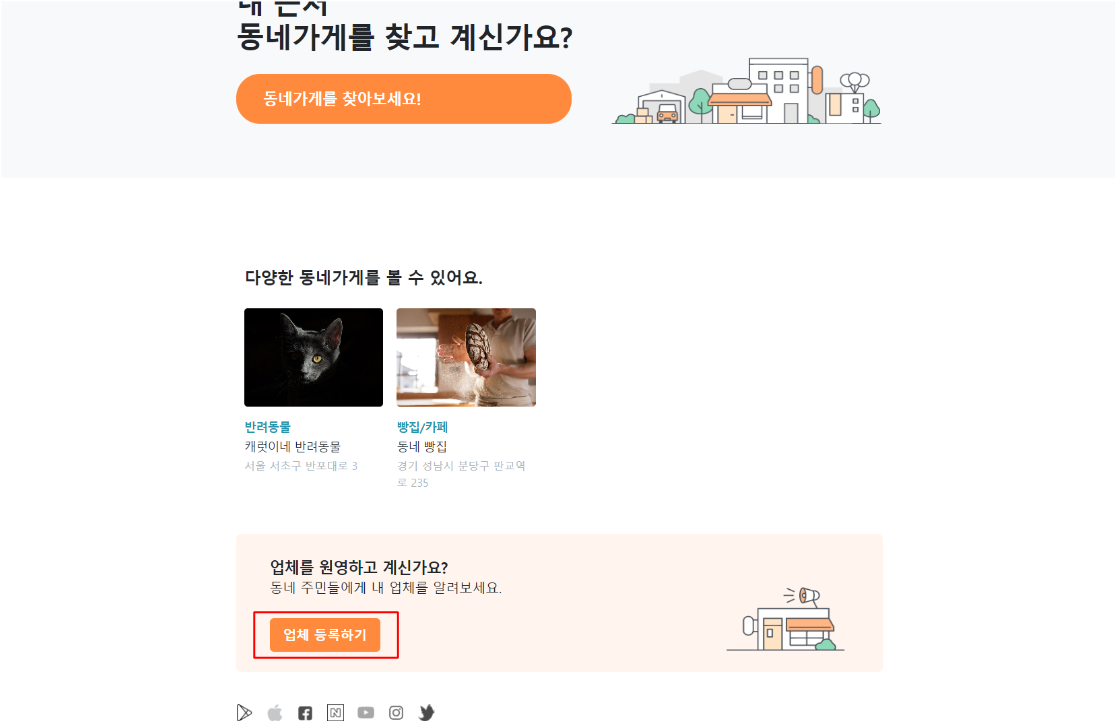 내 근처
동네가게를 찾고 계신가요?
동네가게를 찾아보세요!
다양한 동네가게를 볼 수 있어요.
반려동물
캐럿이네 반려동물
서울 서초구 반포대로 3
빵집/카페
동네 빵집
경기 성남시 분당구 판교역
로 235
업체를 원영하고 계신가요?
동네 주민들에게 내 업체를 알려보세요.
업체 등록하기